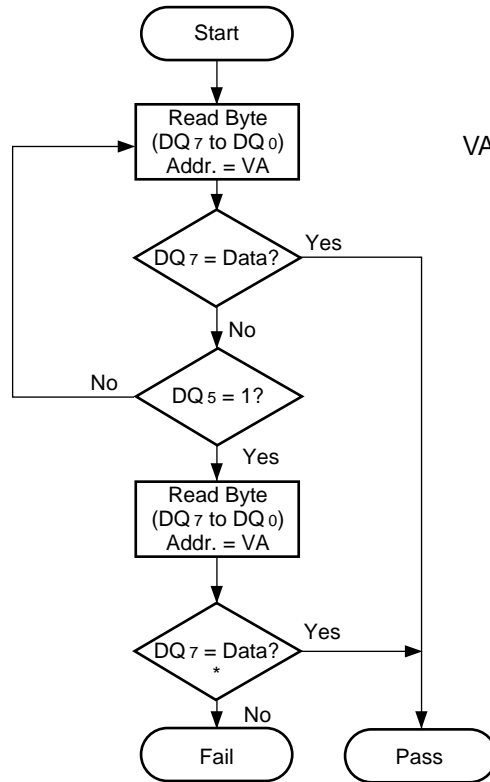 Start
Read Byte
(DQ7 to DQ0)
Addr. = VA
VA
DQ7 = Data?
Yes
No
No
DQ5 = 1?
Yes
Read Byte
(DQ7 to DQ0)
Addr. = VA
DQ7 = Data?
*
Yes
No
Fail
Pass